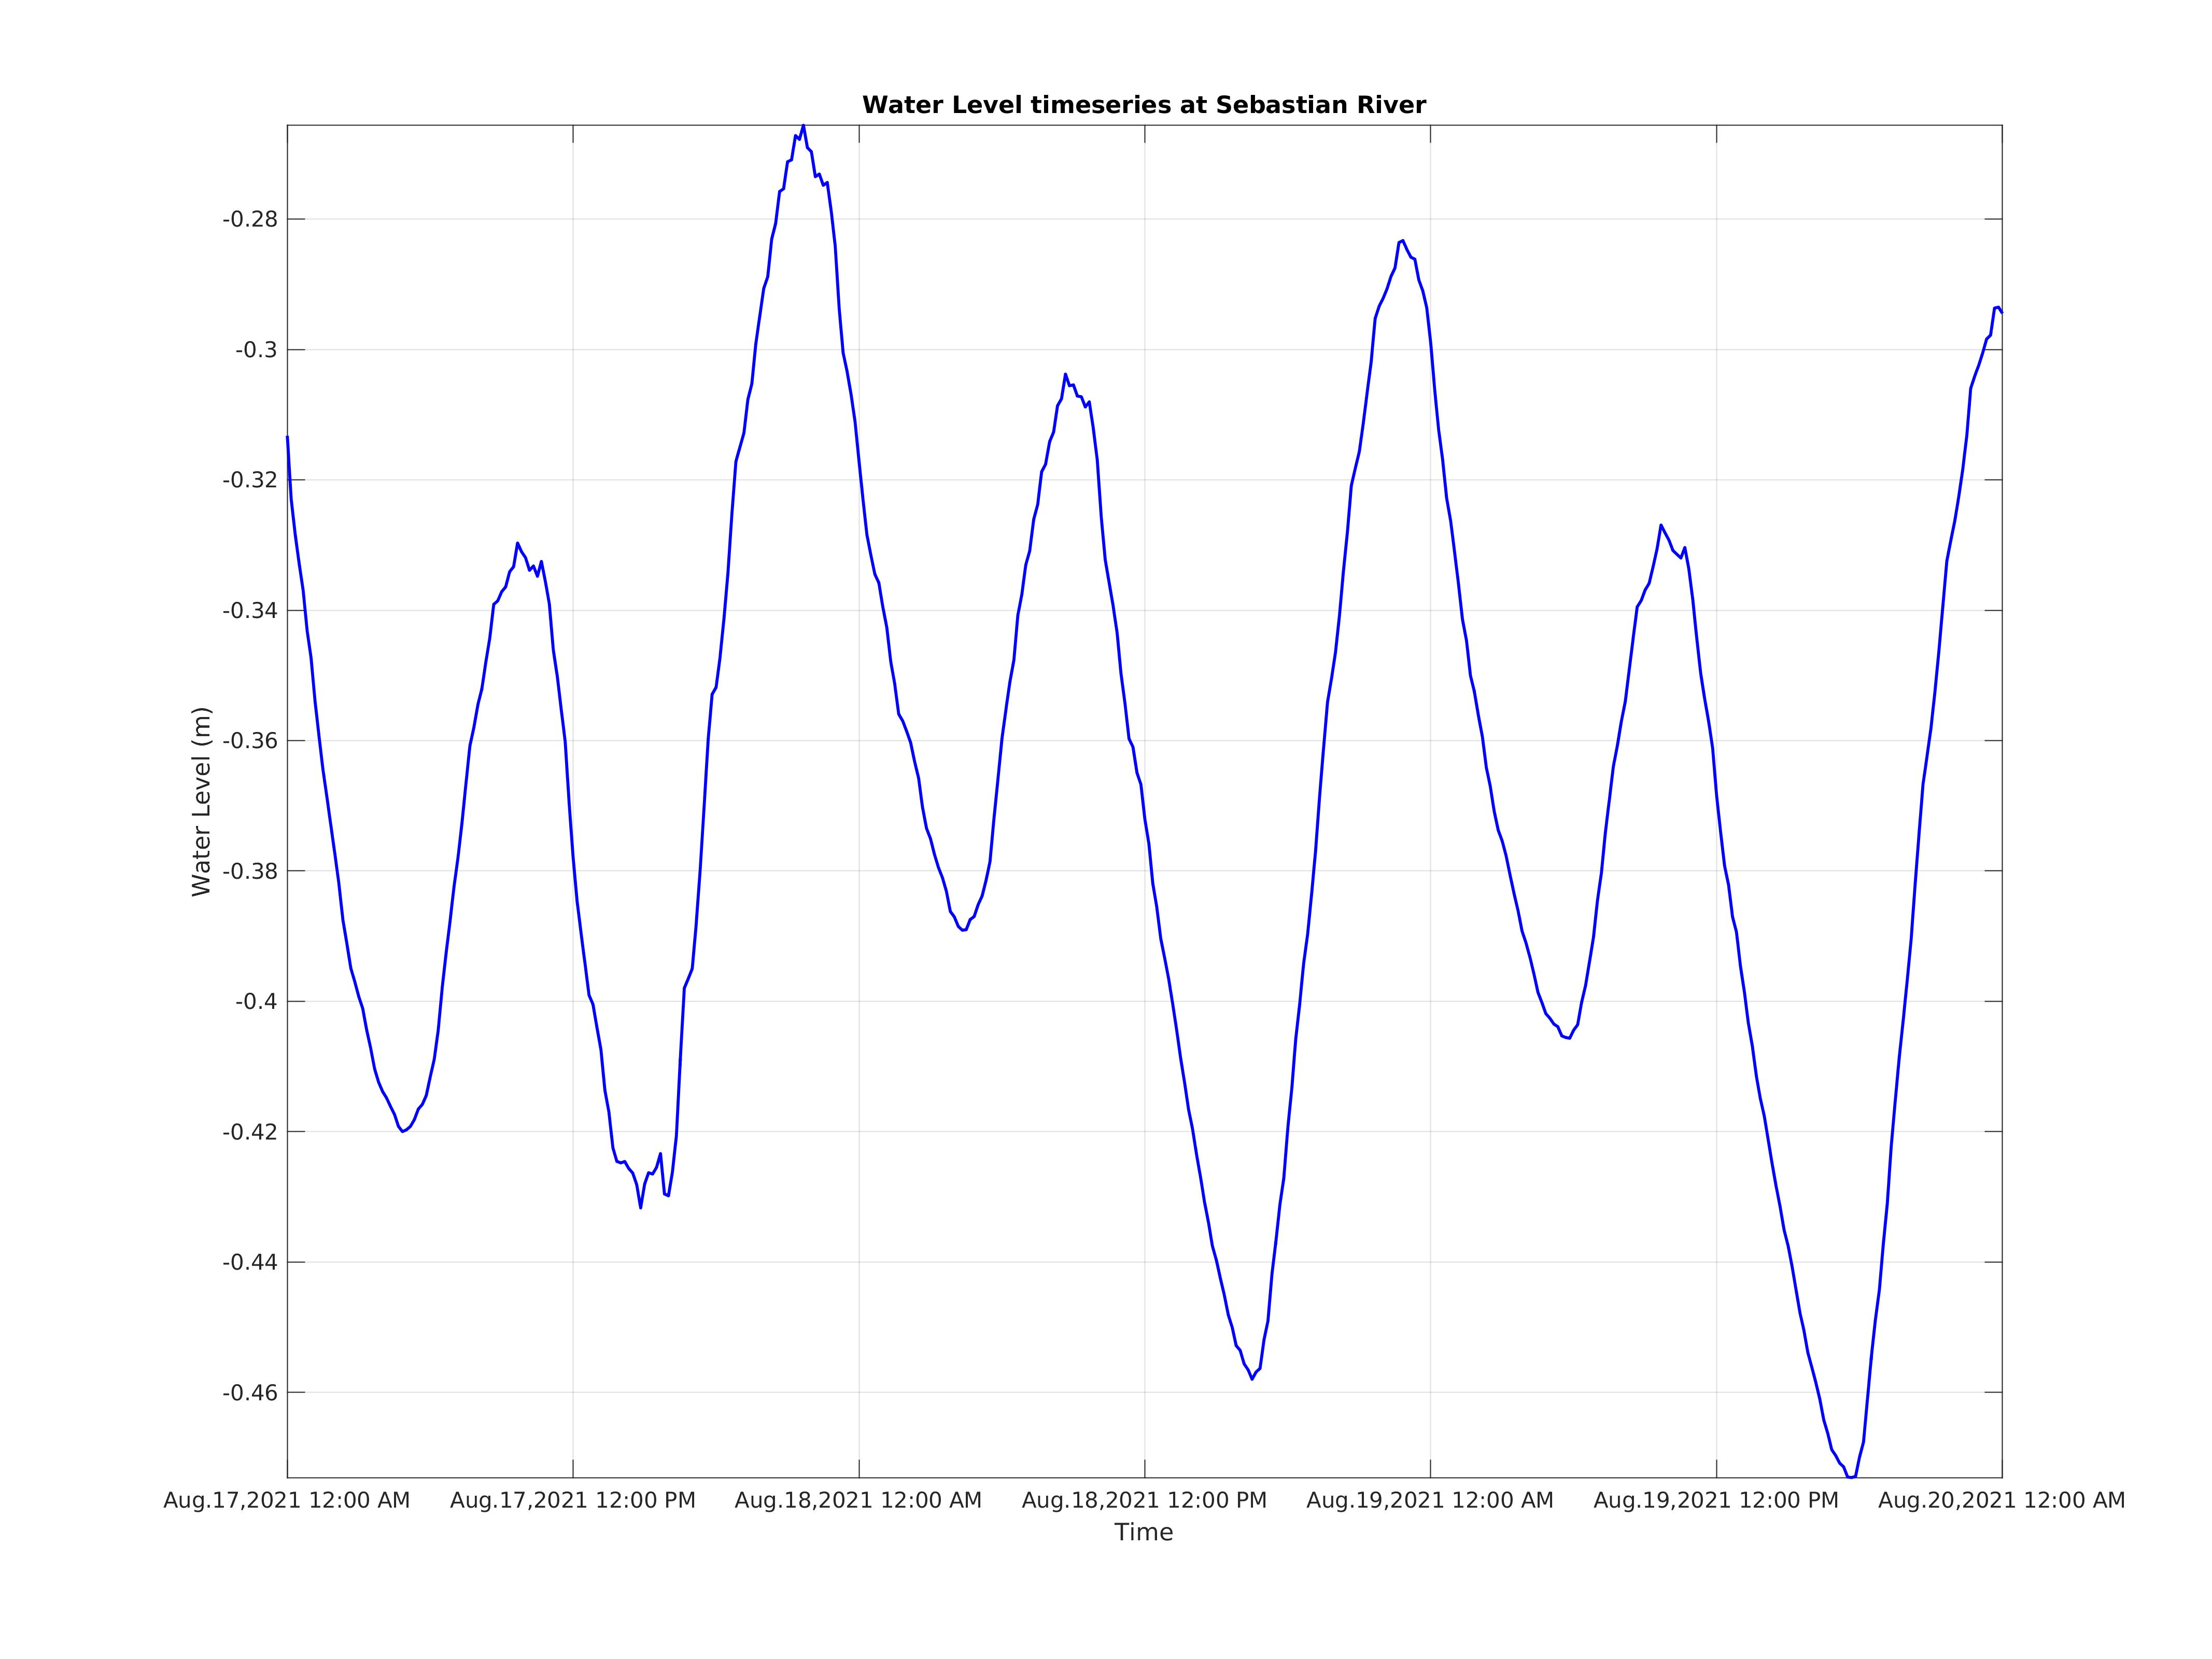 Water Level timeseries at Sebastian River
-0.28
-0.3
-0.32
-0.34
-0.36
-0.38
-0.4
-0.42
-0.44
-0.46
Water Level (m)
Aug.17,2021 12:00 AM Aug.17,2021 12:00 PM Aug.18,2021 12:00 AM Aug.18,2021 12:00 PM Aug.19,2021 12:00 AM Aug.19,2021 12:00 PM Aug.20,2021 12:00 AM
Time